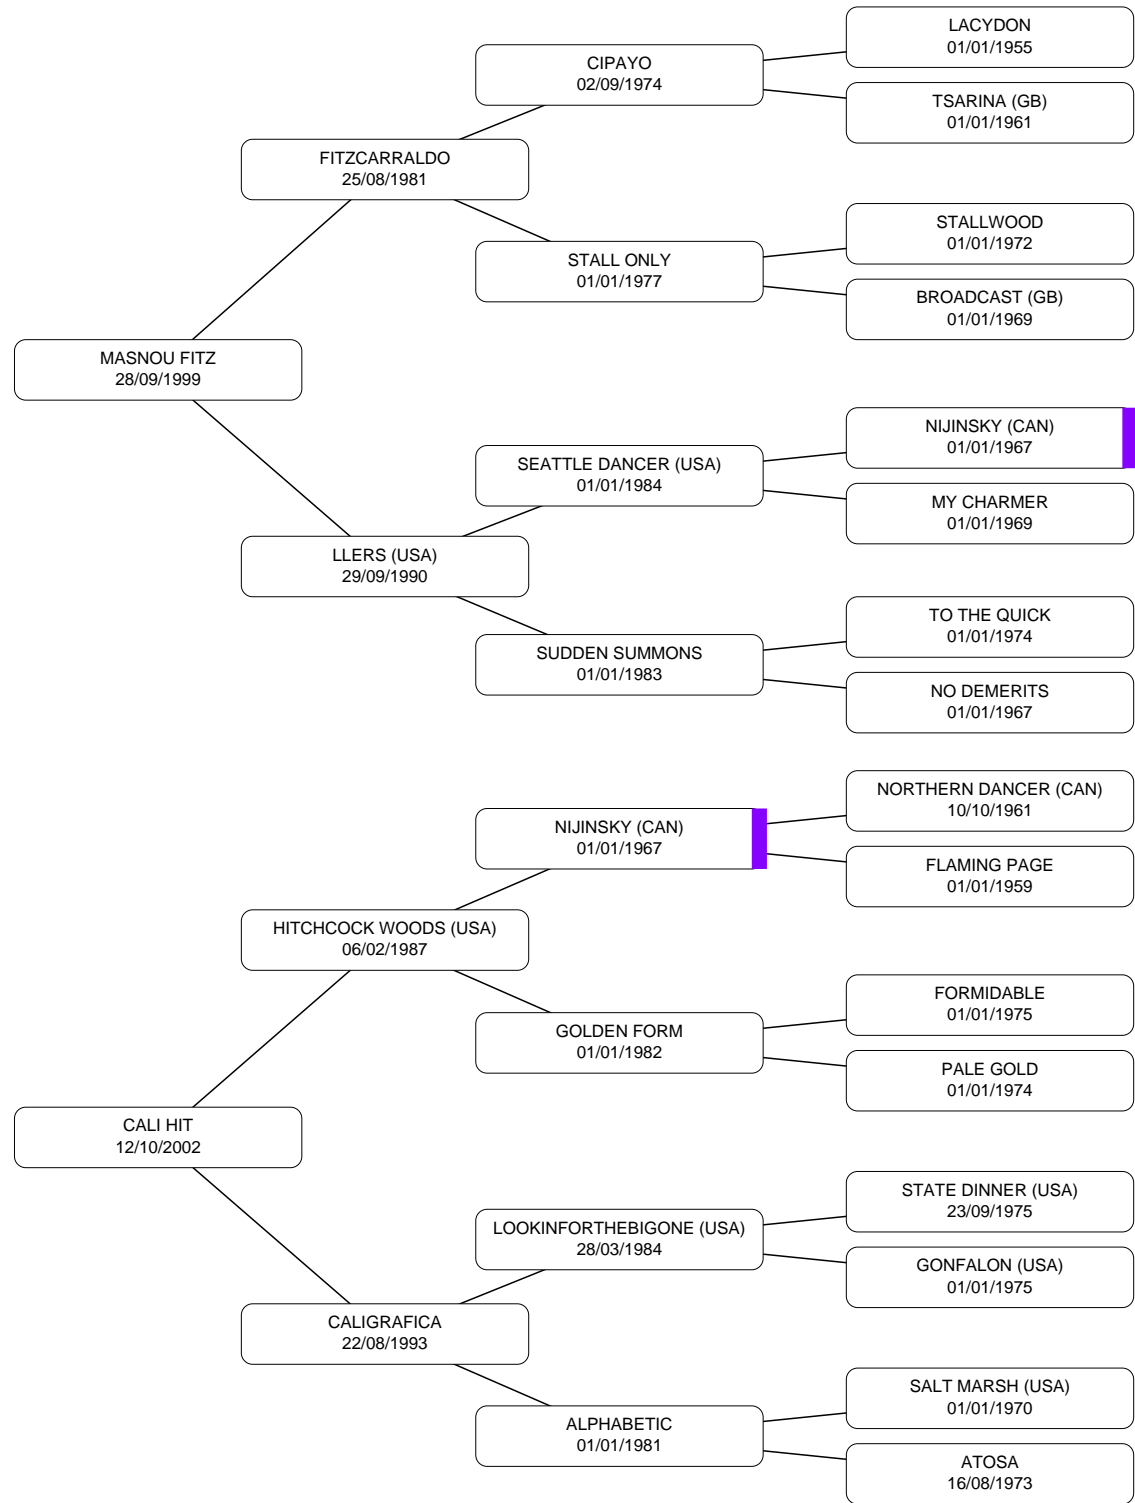 LACYDON
01/01/1955
CIPAYO
02/09/1974
TSARINA (GB)
01/01/1961
FITZCARRALDO
25/08/1981
STALLWOOD
01/01/1972
STALL ONLY
01/01/1977
BROADCAST (GB)
01/01/1969
MASNOU FITZ
28/09/1999
NIJINSKY (CAN)
01/01/1967
SEATTLE DANCER (USA)
01/01/1984
MY CHARMER
01/01/1969
LLERS (USA)
29/09/1990
TO THE QUICK
01/01/1974
SUDDEN SUMMONS
01/01/1983
NO DEMERITS
01/01/1967
NORTHERN DANCER (CAN)
10/10/1961
NIJINSKY (CAN)
01/01/1967
FLAMING PAGE
01/01/1959
HITCHCOCK WOODS (USA)
06/02/1987
FORMIDABLE
01/01/1975
GOLDEN FORM
01/01/1982
PALE GOLD
01/01/1974
CALI HIT
12/10/2002
STATE DINNER (USA)
23/09/1975
LOOKINFORTHEBIGONE (USA)
28/03/1984
GONFALON (USA)
01/01/1975
CALIGRAFICA
22/08/1993
SALT MARSH (USA)
01/01/1970
ALPHABETIC
01/01/1981
ATOSA
16/08/1973